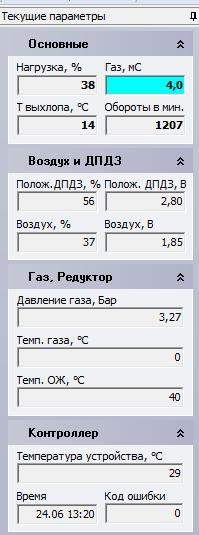 Текущие параметры
Основные
Нагрузка, % Газ, мС
38 4,0
Т выхлопа, °С Обороты в мин.
14 1207
Воздух и ДПДЗ
Полож.ДПДЗ, % Полож. ДПДЗ, В
56 2,80
Воздух, % Воздух, В
37 1,85
Газ, Редуктор
Давление газа, Бар
3,27
Темп. газа, °С
0
Темп. ОЖ, °С
40
Контроллер
Температура устройства, °С
29
Время Код ошибки
24.06 13:20 0